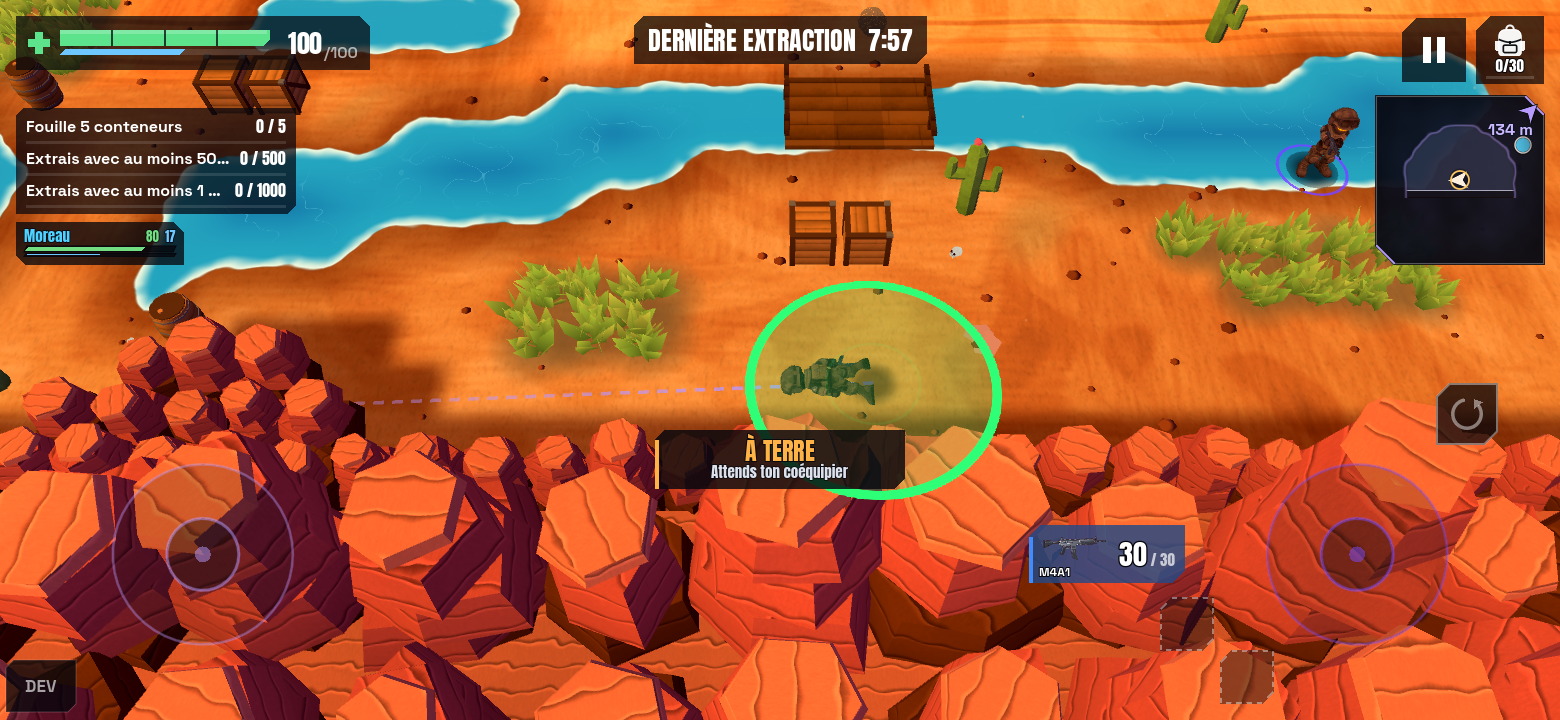 100/100
DERNIÈRE EXTRACTION 7:57
0/30
134 m
Fouille 5 conteneurs 0 / 5
Extrais avec au moins 50... 0 / 500
Extrais avec au moins 1 ... 0 / 1000
Moreau 80 17
À TERRE
Attends ton coéquipier
30 / 30
M4A1
DEV